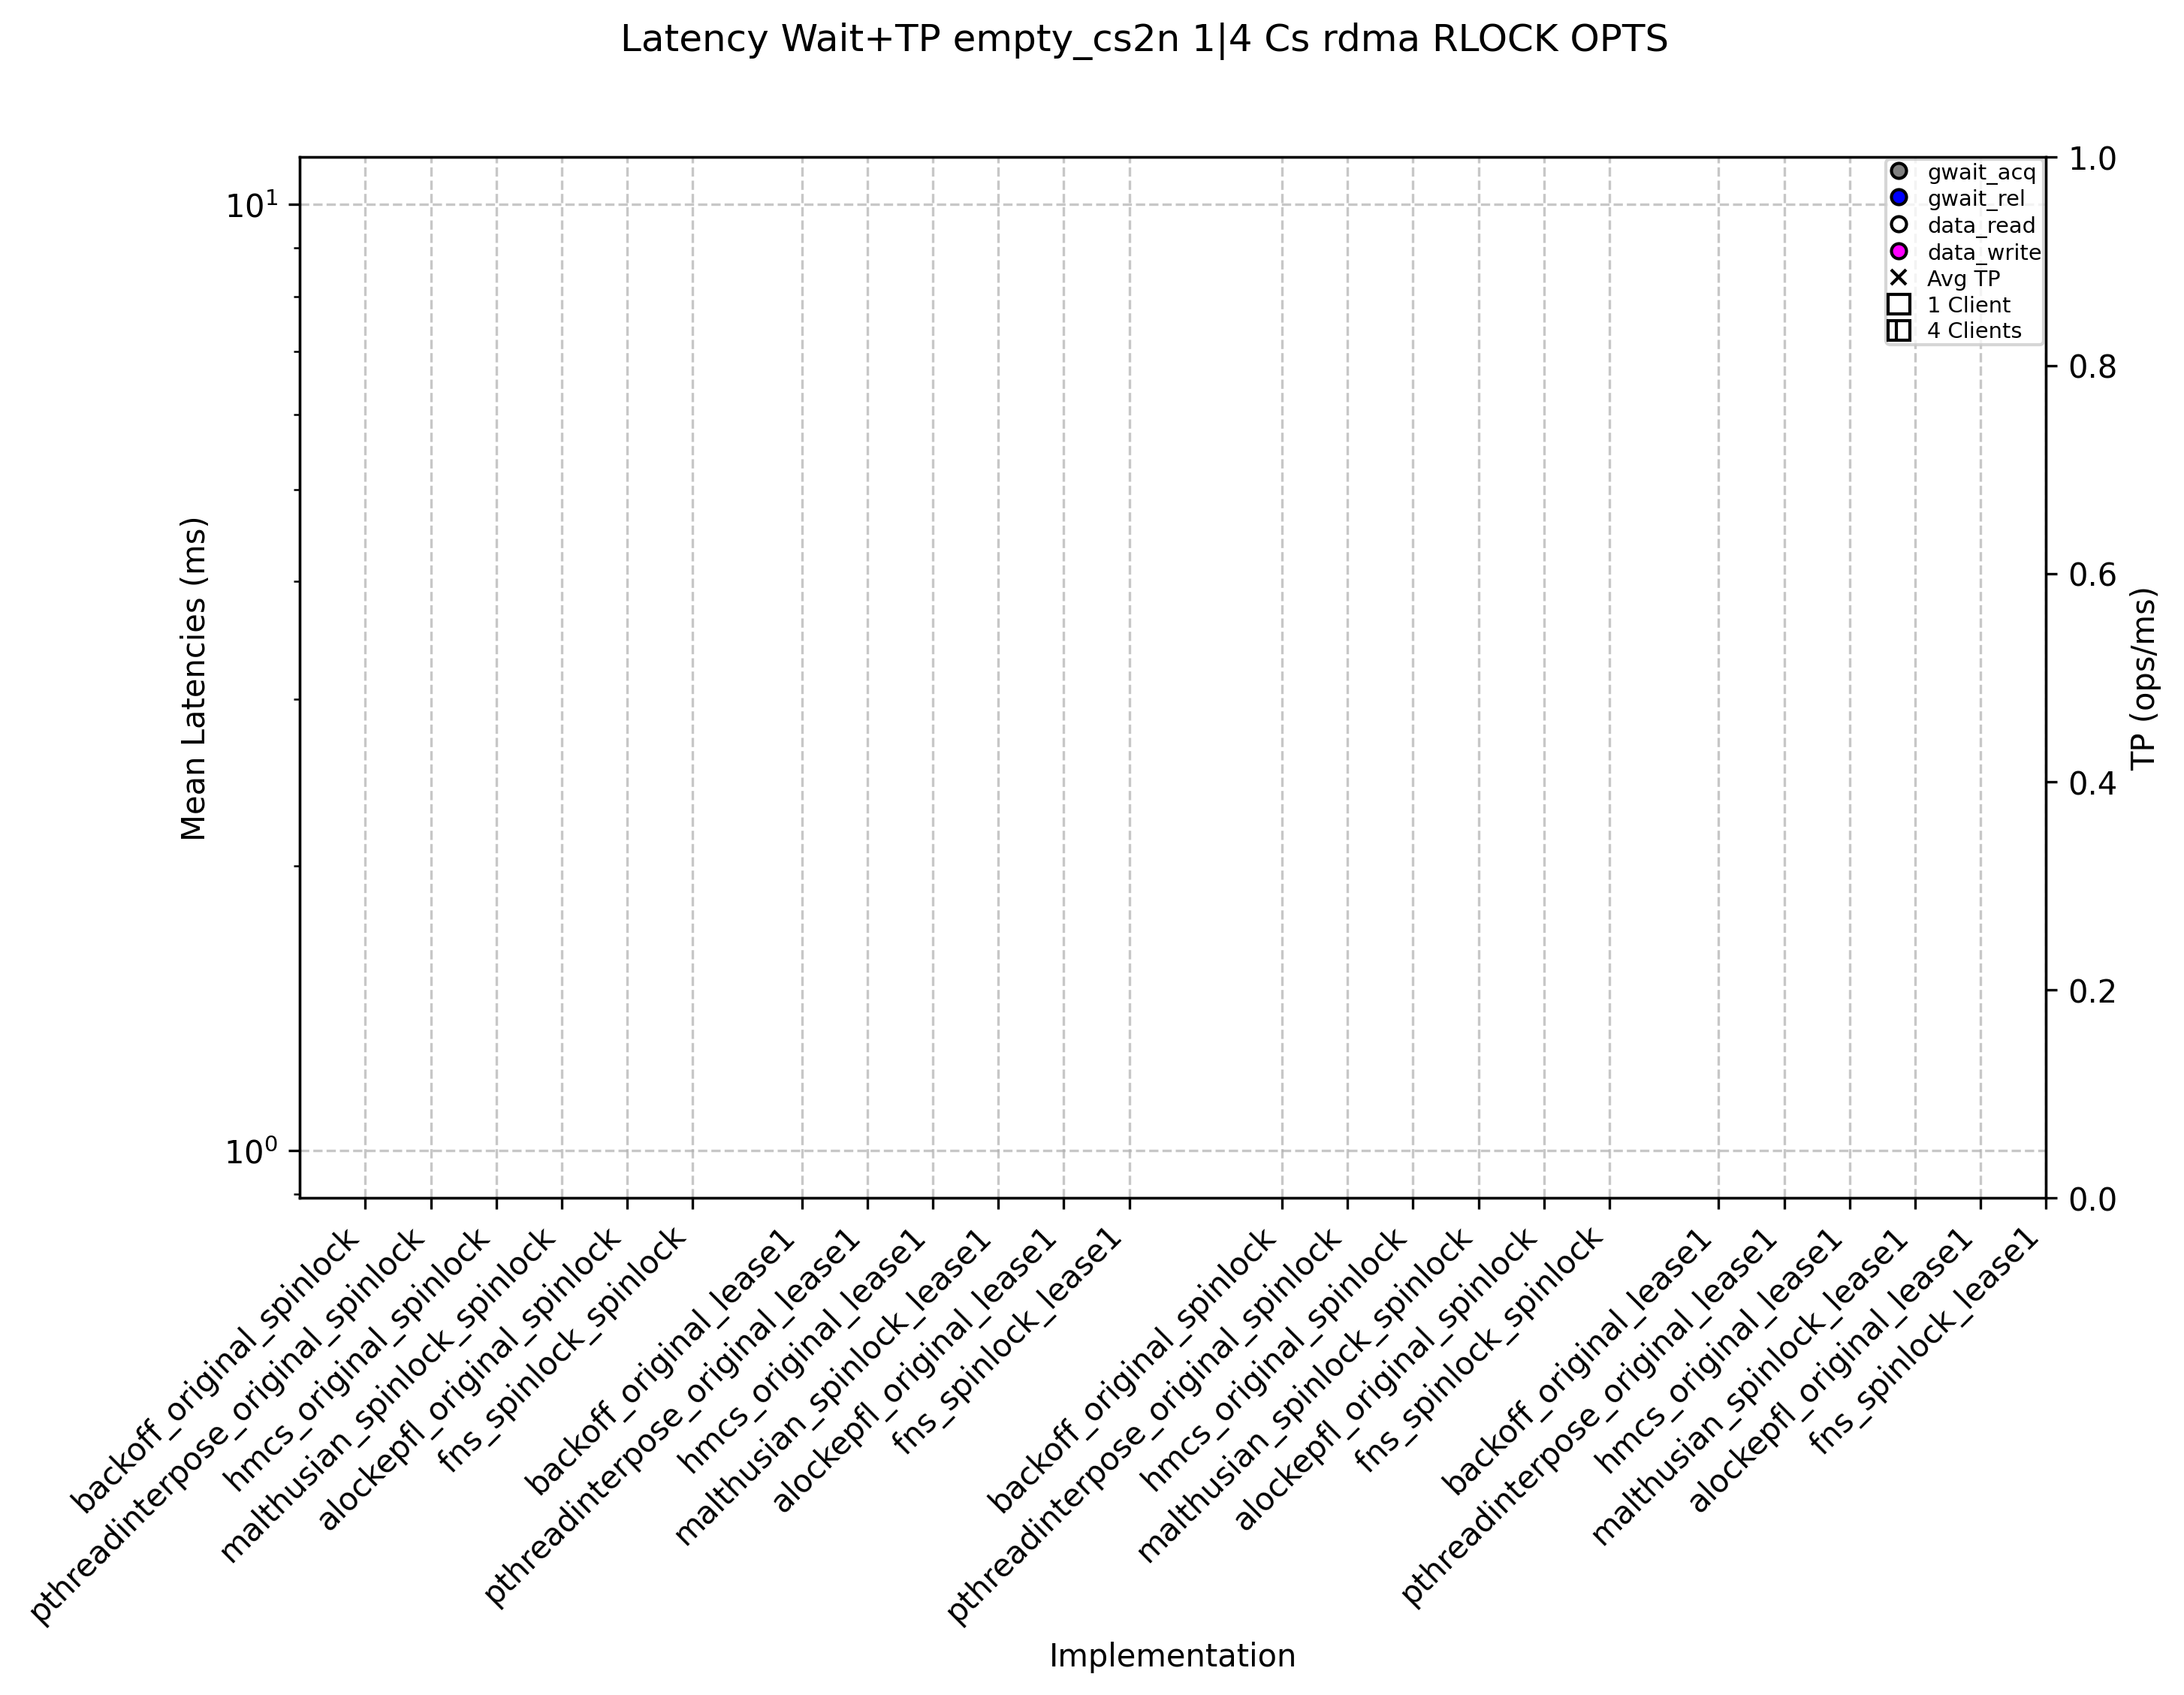 Latency Wait+TP empty_cs2n 1|4 Cs rdma RLOCK OPTS
10¹
10⁰
Mean Latencies (ms)
gwait_acq
gwait_rel
data_read
data_write
Avg TP
1 Client
4 Clients
1.0
0.8
0.6
0.4
0.2
0.0
TP (ops/ms)
backoff_original_spinlock
pthreadinterpose_original_spinlock
hmcs_original_spinlock
malthusian_spinlock_spinlock
alockepfl_original_spinlock
fns_spinlock_spinlock
backoff_original_lease1
pthreadinterpose_original_lease1
hmcs_original_lease1
malthusian_spinlock_lease1
alockepfl_original_lease1
fns_spinlock_lease1
backoff_original_spinlock
pthreadinterpose_original_spinlock
hmcs_original_spinlock
malthusian_spinlock_spinlock
alockepfl_original_spinlock
fns_spinlock_spinlock
backoff_original_lease1
pthreadinterpose_original_lease1
hmcs_original_lease1
malthusian_spinlock_lease1
alockepfl_original_lease1
fns_spinlock_lease1
Implementation